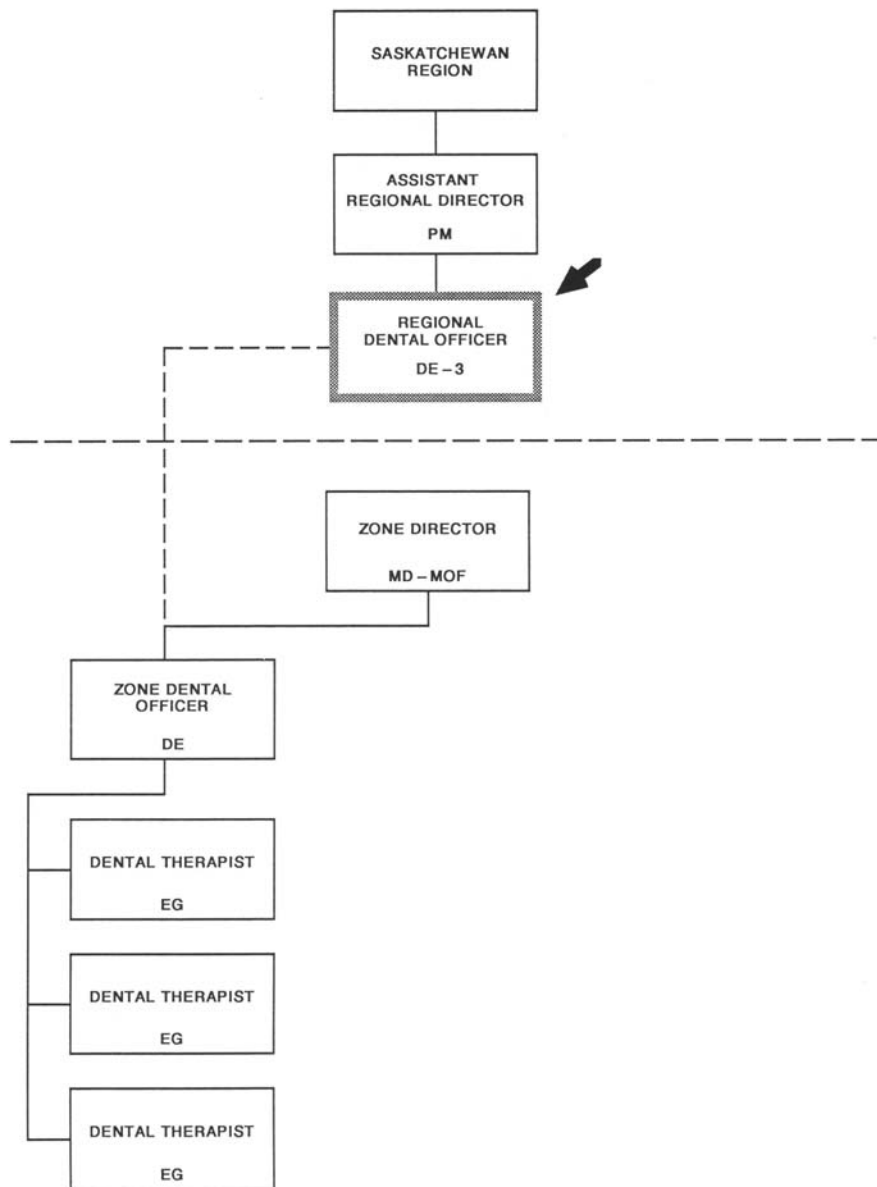 SASKATCHEWAN
REGION
ASSISTANT
REGIONAL DIRECTOR
PM
REGIONAL
DENTAL OFFICER
DE-3
ZONE DIRECTOR
MD-MOF
ZONE DENTAL
OFFICER
DE
DENTAL THERAPIST
EG
DENTAL THERAPIST
EG
DENTAL THERAPIST
EG